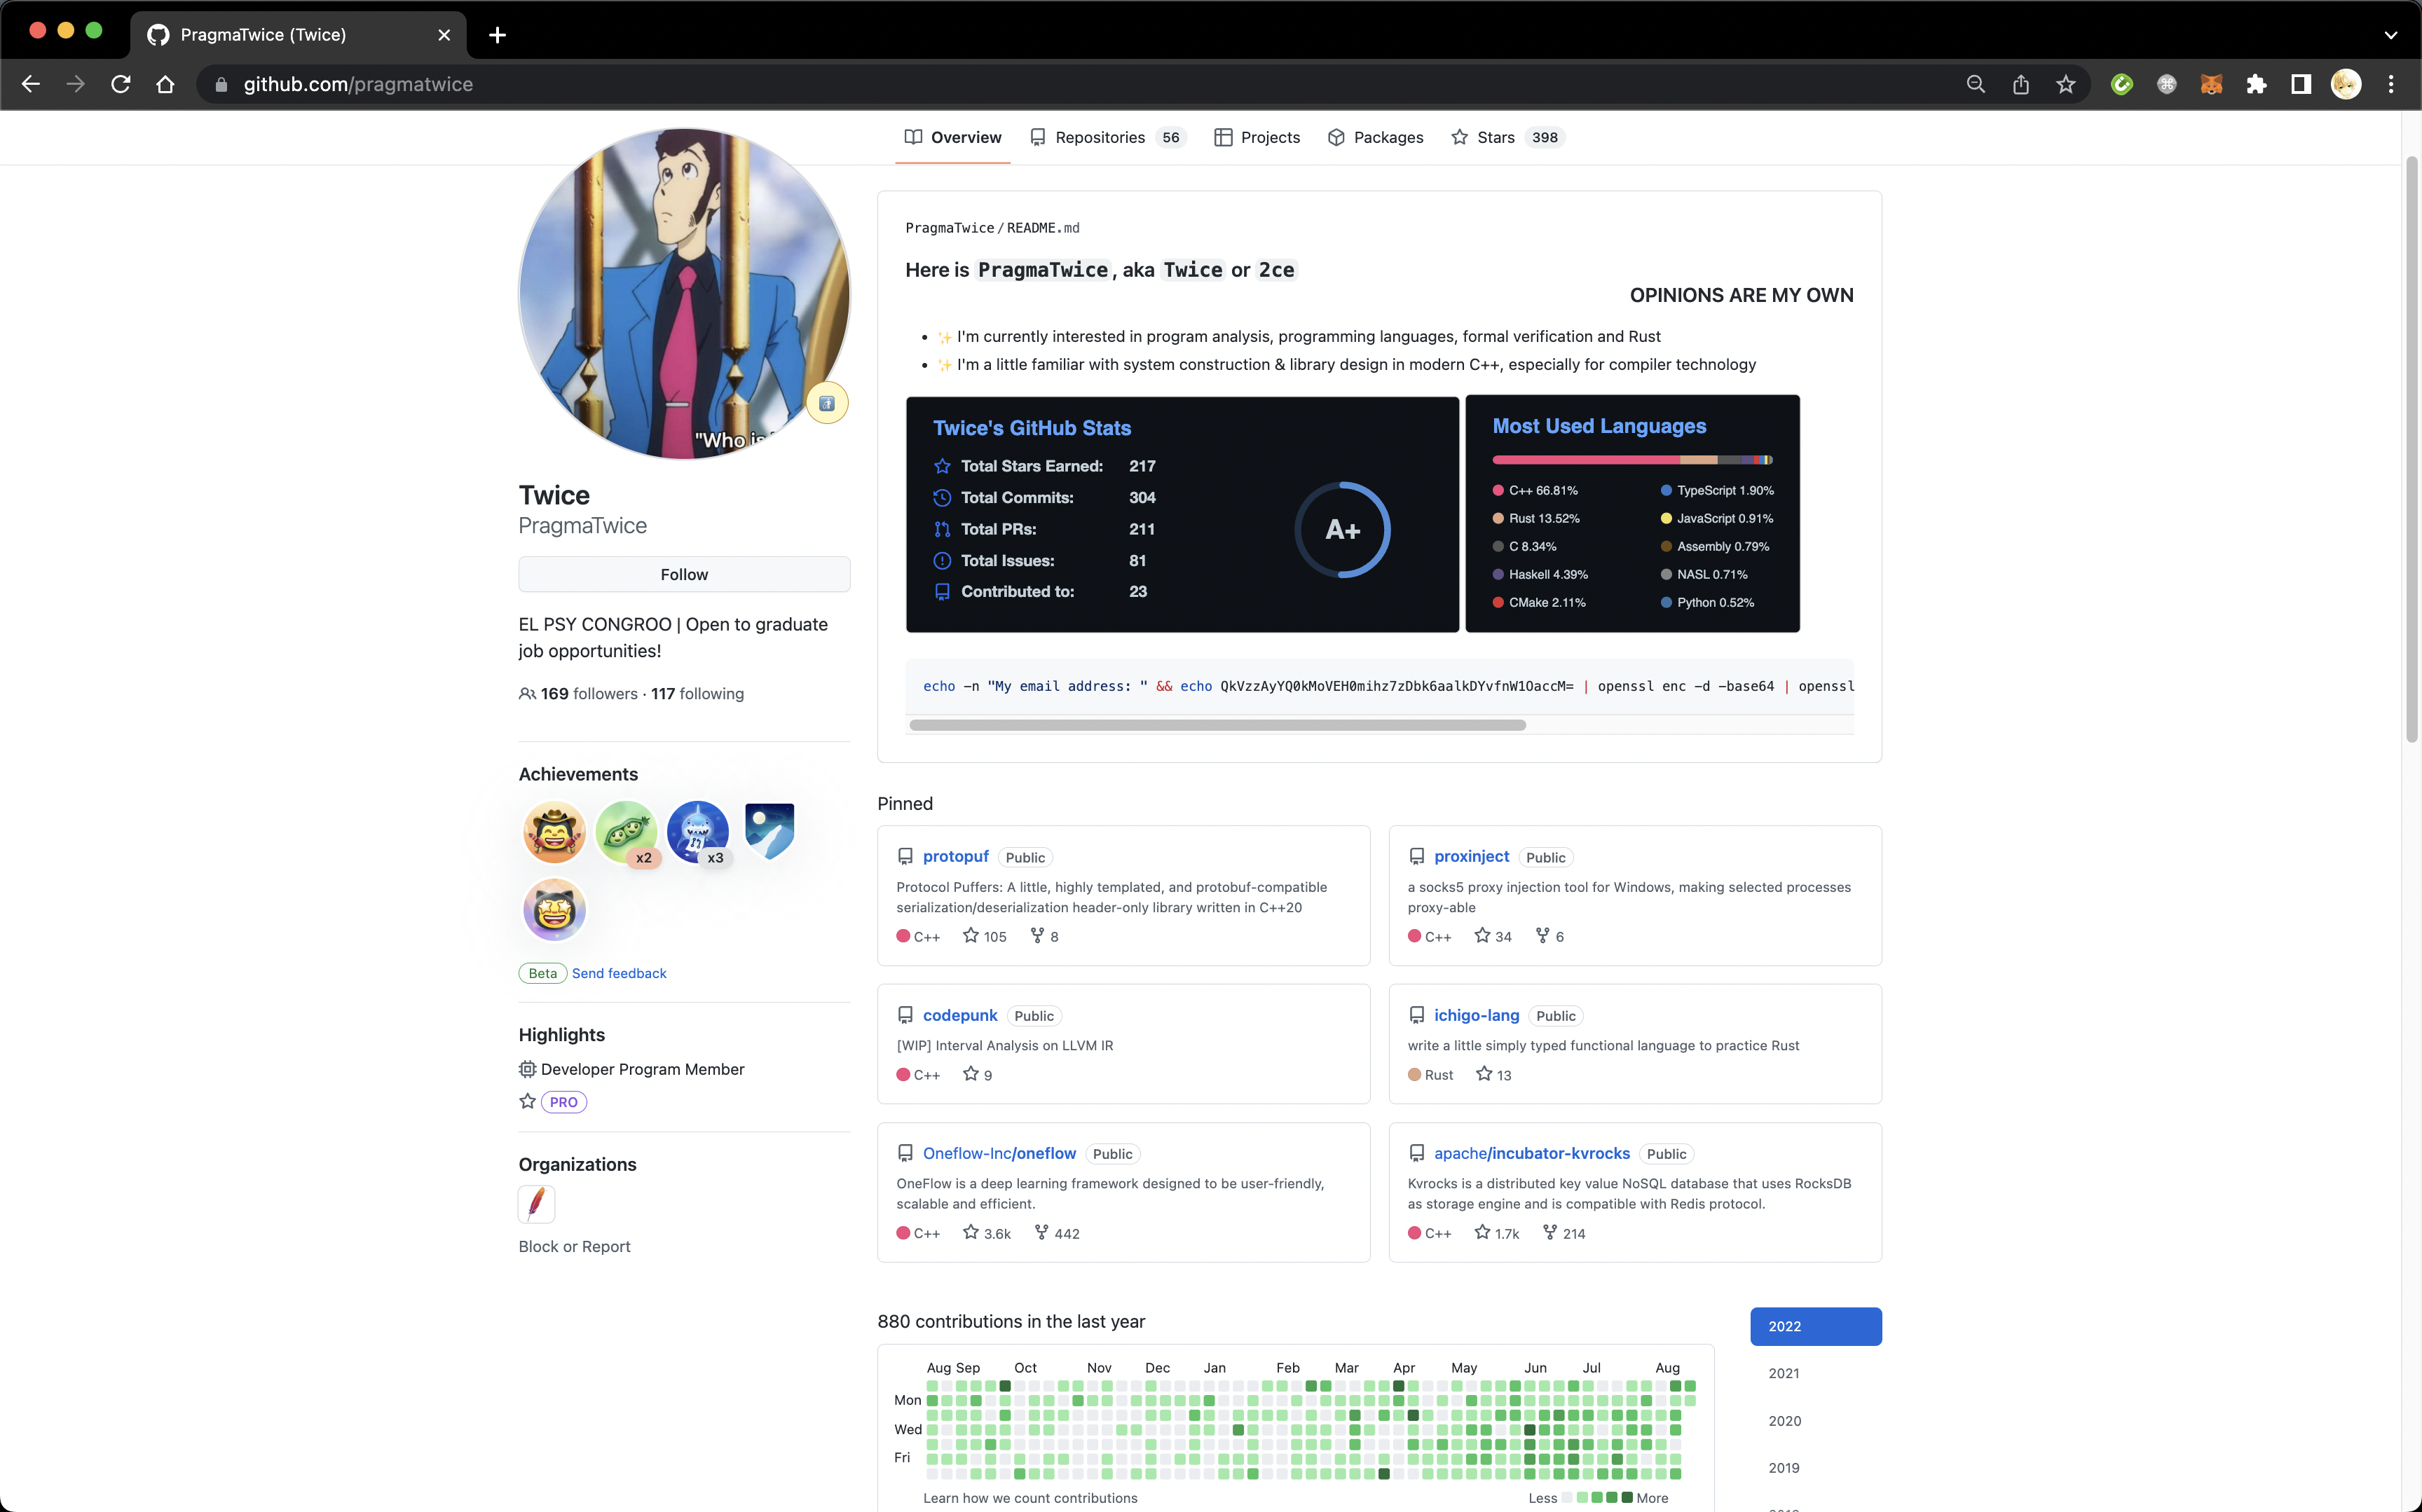 PragmaTwice (Twice)
github.com/pragmatwice
Overview
Repositories 56
Projects
Packages
Stars 398
"Who is
Twice
PragmaTwice
Follow
EL PSY CONGROO | Open to graduate
job opportunities!
169 followers · 117 following
Achievements
x2
x3
Beta Send feedback
Highlights
Developer Program Member
PRO
Organizations
Block or Report
PragmaTwice/README.md
Here is PragmaTwice, aka Twice or 2ce
OPINIONS ARE MY OWN
• ✨ I'm currently interested in program analysis, programming languages, formal verification and Rust
• ✨ I'm a little familiar with system construction & library design in modern C++, especially for compiler technology
Twice's GitHub Stats
Total Stars Earned: 217
Total Commits: 304
Total PRs: 211
Total Issues: 81
Contributed to: 23
A+
Most Used Languages
C++ 66.81%
Rust 13.52%
C 8.34%
Haskell 4.39%
CMake 2.11%
TypeScript 1.90%
JavaScript 0.91%
Assembly 0.79%
NASL 0.71%
Python 0.52%
echo -n "My email address: " && echo QkVzzAyYQ0kMoVEH0mihz7zDbk6aalkDYvfnW1OaccM= | openssl enc -d -base64 | openssl
Pinned
protopuf Public
Protocol Puffers: A little, highly templated, and protobuf-compatible
serialization/deserialization header-only library written in C++20
C++ 105 8
proxinject Public
a socks5 proxy injection tool for Windows, making selected processes
proxy-able
C++ 34 6
codepunk Public
[WIP] Interval Analysis on LLVM IR
C++ 9
ichigo-lang Public
write a little simply typed functional language to practice Rust
Rust 13
Oneflow-Inc/oneflow Public
OneFlow is a deep learning framework designed to be user-friendly,
scalable and efficient.
C++ 3.6k 442
apache/incubator-kvrocks Public
Kvrocks is a distributed key value NoSQL database that uses RocksDB
as storage engine and is compatible with Redis protocol.
C++ 1.7k 214
880 contributions in the last year
Aug Sep Oct Nov Dec Jan Feb Mar Apr May Jun Jul Aug
Mon
Wed
Fri
Learn how we count contributions
Less More
2022
2021
2020
2019